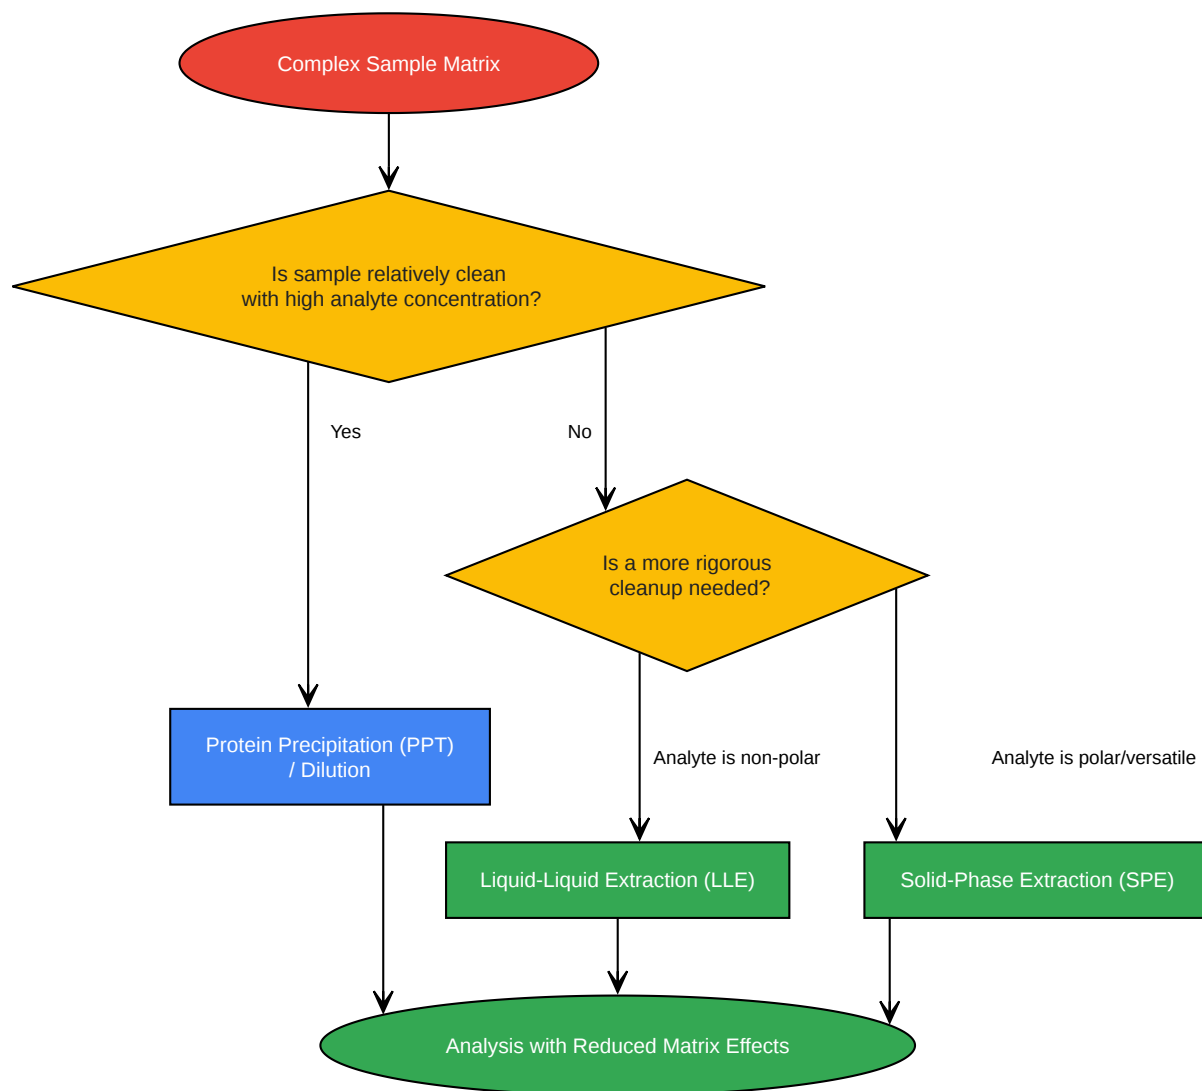 Complex Sample Matrix
Is sample relatively clean
with high analyte concentration?
Yes
No
Is a more rigorous
cleanup needed?
Protein Precipitation (PPT)
/ Dilution
Analyte is non-polar
Analyte is polar/versatile
Liquid-Liquid Extraction (LLE)
Solid-Phase Extraction (SPE)
Analysis with Reduced Matrix Effects